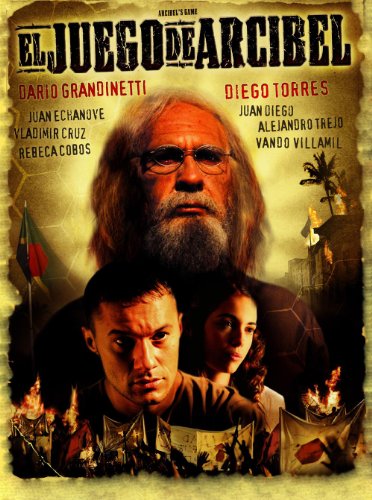 ARCIBEL'S GAME
EL JUEGO DE ARCIBEL
DARIO GRANDINETTI
JUAN ECHANOVE
VLADIMIR CRUZ
REBECA COBOS
DIEGO TORRES
JUAN DIEGO
ALEJANDRO TREJO
VANDO VILLAMIL